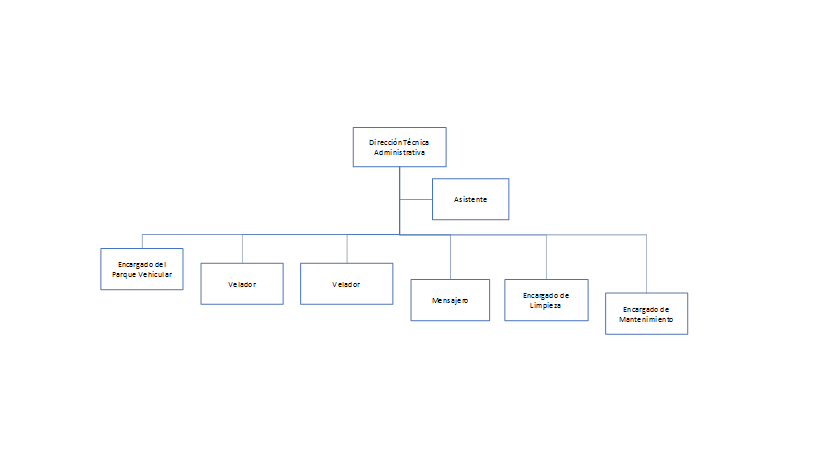 Dirección Técnica
Administrativa
Asistente
Encargado del
Parque Vehicular
Velador
Velador
Mensajero
Encargado de
Limpieza
Encargado de
Mantenimiento